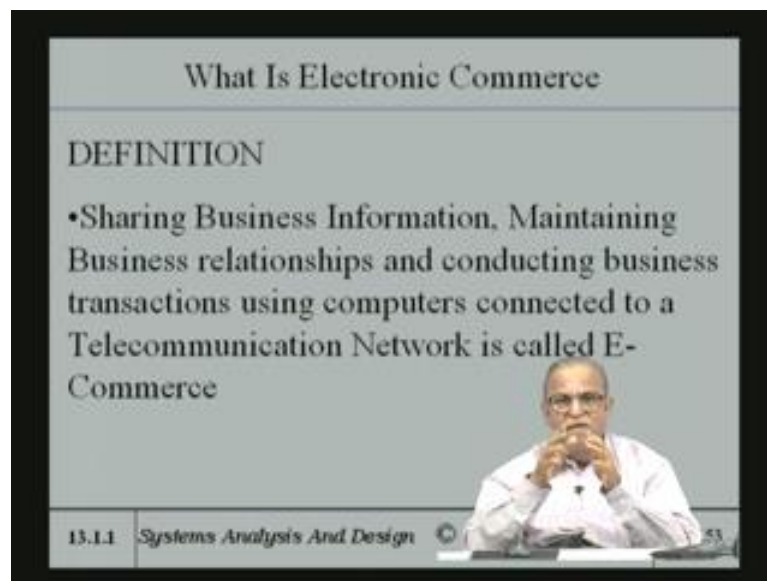 What Is Electronic Commerce
DEFINITION
•Sharing Business Information, Maintaining
Business relationships and conducting business
transactions using computers connected to a
Telecommunication Network is called E-
Commerce
13.1.1 Systems Analysis And Design ©
53